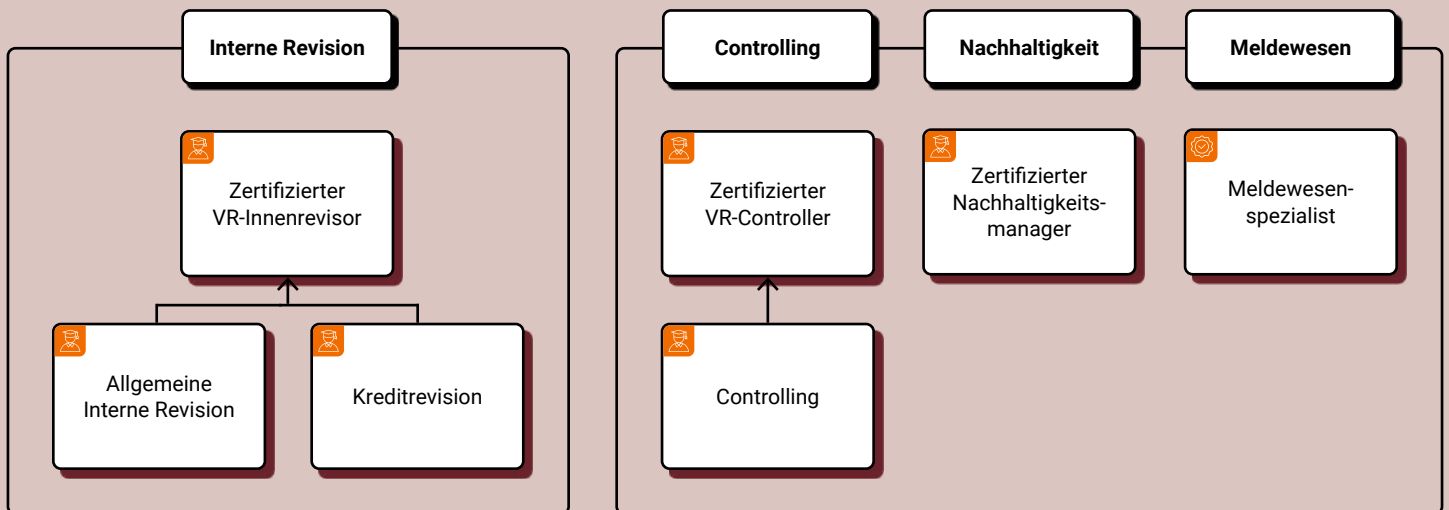 Interne Revision
Controlling
Nachhaltigkeit
Meldewesen
Zertifizierter
VR-Innenrevisor
Zertifizierter
VR-Controller
Zertifizierter
Nachhaltigkeits-
manager
Meldewesen-
spezialist
Allgemeine
Interne Revision
Kreditrevision
Controlling